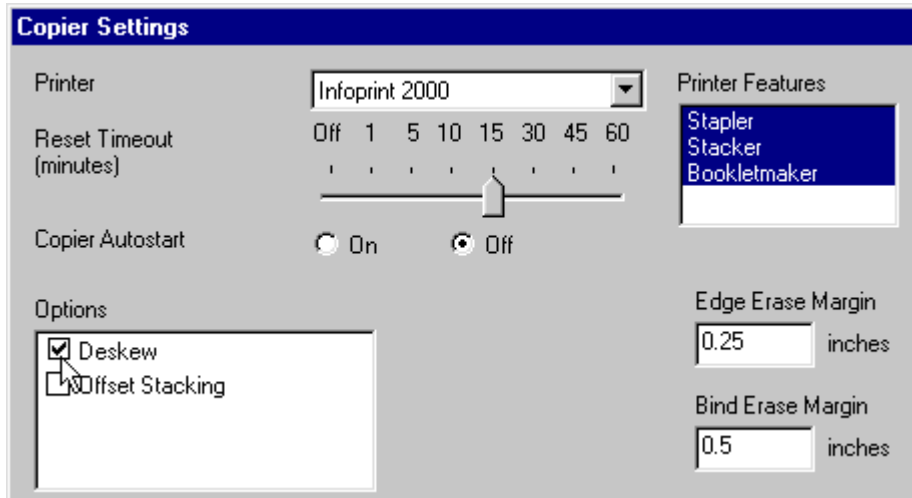 Copier Settings
Printer
Infoprint 2000
Printer Features
Stapler
Stacker
Bookletmaker
Reset Timeout
(minutes)
Off 1 5 10 15 30 45 60
Copier Autostart
On Off
Options
Deskew
Offset Stacking
Edge Erase Margin
0.25 inches
Bind Erase Margin
0.5 inches